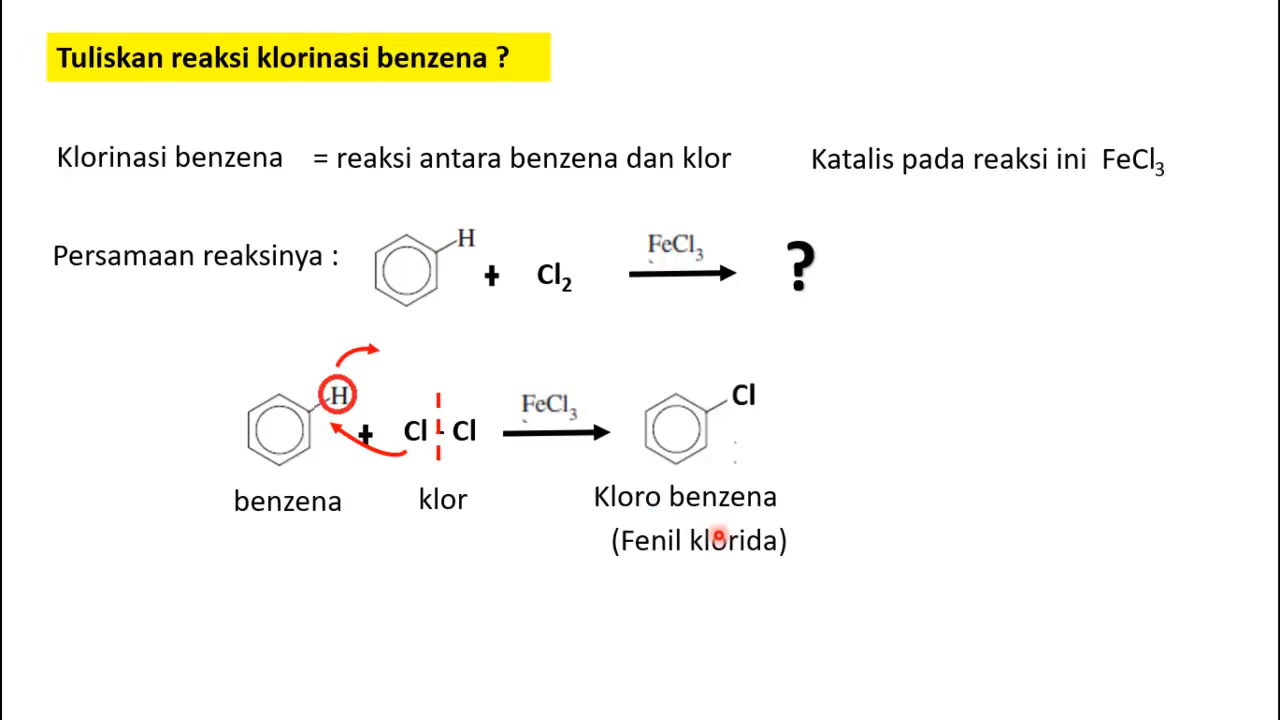 Tuliskan reaksi klorinasi benzena ?
Klorinasi benzena = reaksi antara benzena dan klor Katalis pada reaksi ini FeCl₃
Persamaan reaksinya : H + Cl₂ FeCl₃ ?
H + Cl - Cl FeCl₃ Cl
benzena klor Kloro benzena
(Fenil klorida)